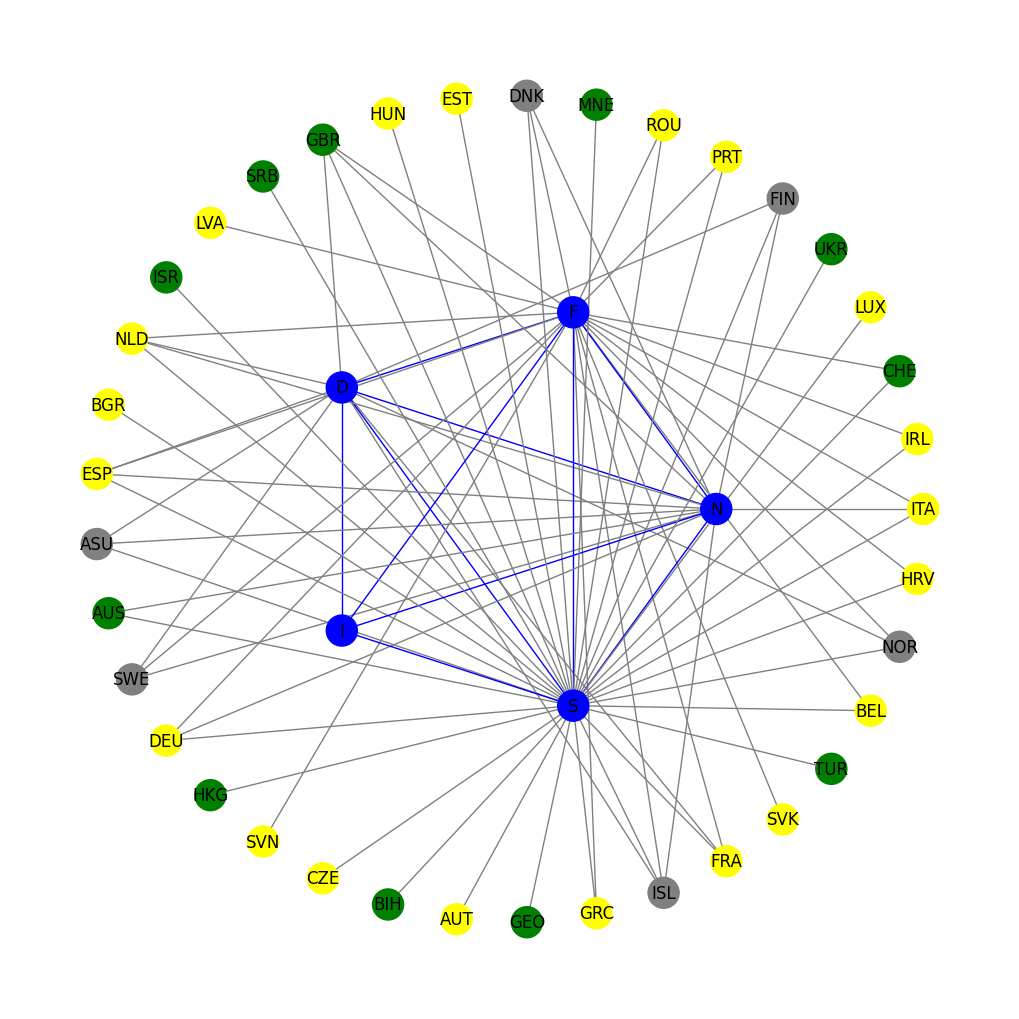 DNK
MNE
EST
HUN
ROU
GBR
PRT
SRB
FIN
LVA
UKR
ISR
LUX
F
NLD
CHE
D
BGR
IRL
ESP
N
ITA
ASU
HRV
AUS
I
NOR
SWE
S
BEL
DEU
TUR
HKG
SVK
SVN
FRA
CZE
ISL
BIH
GRC
AUT
GEO